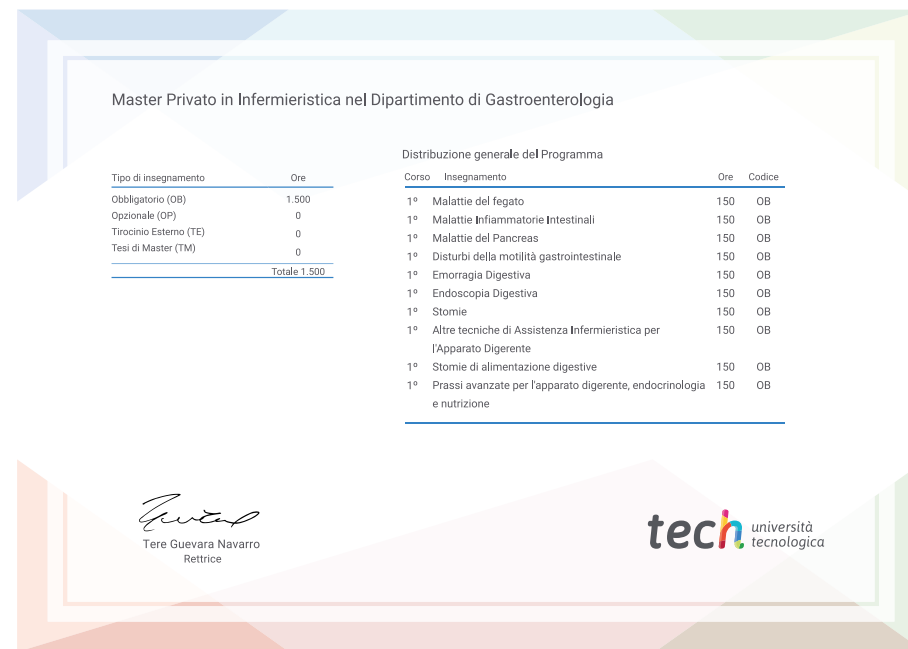 Master Privato in Infermieristica nel Dipartimento di Gastroenterologia
Tipo di insegnamento Ore
Obbligatorio (OB) 1.500
Opzionale (OP) 0
Tirocinio Esterno (TE) 0
Tesi di Master (TM) 0
Totale 1.500
Distribuzione generale del Programma
Corso Insegnamento Ore Codice
1º Malattie del fegato 150 OB
1º Malattie Infiammatorie Intestinali 150 OB
1º Malattie del Pancreas 150 OB
1º Disturbi della motilità gastrointestinale 150 OB
1º Emorragia Digestiva 150 OB
1º Endoscopia Digestiva 150 OB
1º Stomie 150 OB
1º Altre tecniche di Assistenza Infermieristica per 150 OB
l'Apparato Digerente
1º Stomie di alimentazione digestive 150 OB
1º Prassi avanzate per l'apparato digerente, endocrinologia 150 OB
e nutrizione
Tere Guevara Navarro
Rettrice
tech università
tecnologica